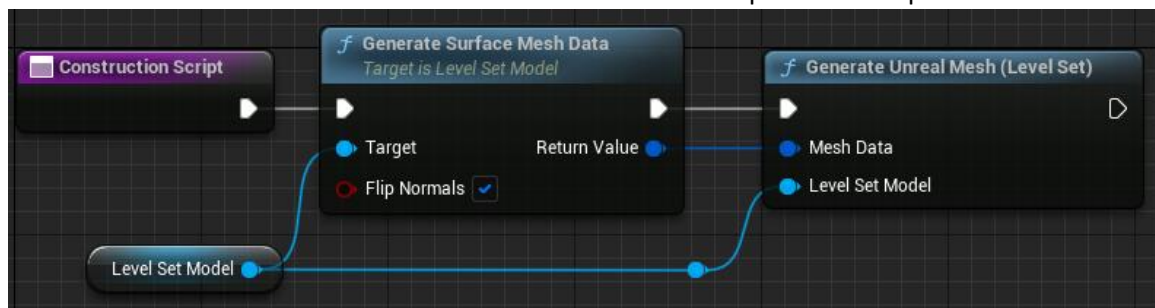 Construction Script
f Generate Surface Mesh Data
Target is Level Set Model
Target
Return Value
Flip Normals
f Generate Unreal Mesh (Level Set)
Mesh Data
Level Set Model
Level Set Model